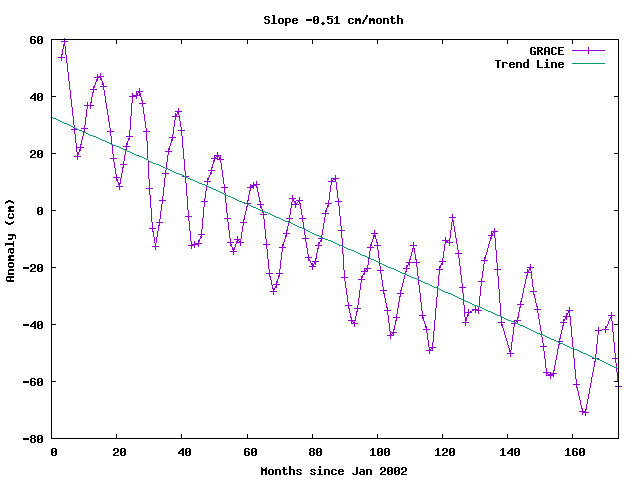 Slope -0.51 cm/month
GRACE
Trend Line
60
40
20
0
-20
-40
-60
-80
Anomaly (cm)
0 20 40 60 80 100 120 140 160
Months since Jan 2002